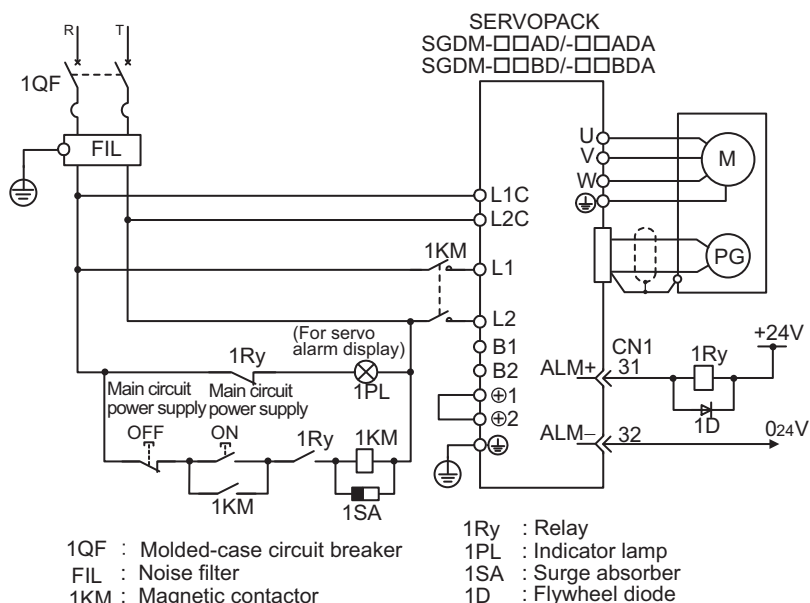 SERVOPACK
SGDM-□□AD/-□□ADA
SGDM-□□BD/-□□BDA
R T
1QF
FIL
U
V
W
M
L1C
L2C
1KM
L1
PG
L2
(For servo
alarm display)
1Ry
1PL
B1
B2
⊕1
⊕2
CN1
ALM+ 31
1Ry
+24V
1D
ALM− 32
024V
Main circuit
power supply
Main circuit
power supply
OFF
ON
1Ry
1KM
1KM
1SA
1QF : Molded-case circuit breaker
FIL : Noise filter
1KM : Magnetic contactor
1Ry : Relay
1PL : Indicator lamp
1SA : Surge absorber
1D : Flywheel diode